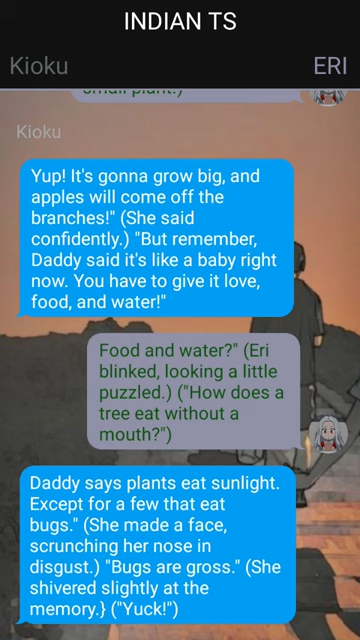 INDIAN TS
Kioku
ERI
small plant.)
Kioku
Yup! It's gonna grow big, and
apples will come off the
branches!" (She said
confidently.) "But remember,
Daddy said it's like a baby right
now. You have to give it love,
food, and water!"
Food and water?" (Eri
blinked, looking a little
puzzled.) ("How does a
tree eat without a
mouth?")
Daddy says plants eat sunlight.
Except for a few that eat
bugs." (She made a face,
scrunching her nose in
disgust.) "Bugs are gross." (She
shivered slightly at the
memory.} ("Yuck!")